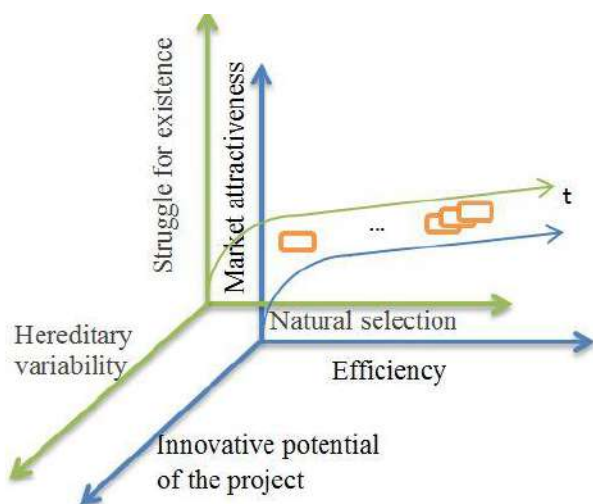 Struggle for
existence
Market attractiveness
t
...
Natural selection
Hereditary
variability
Efficiency
Innovative potential
of the project